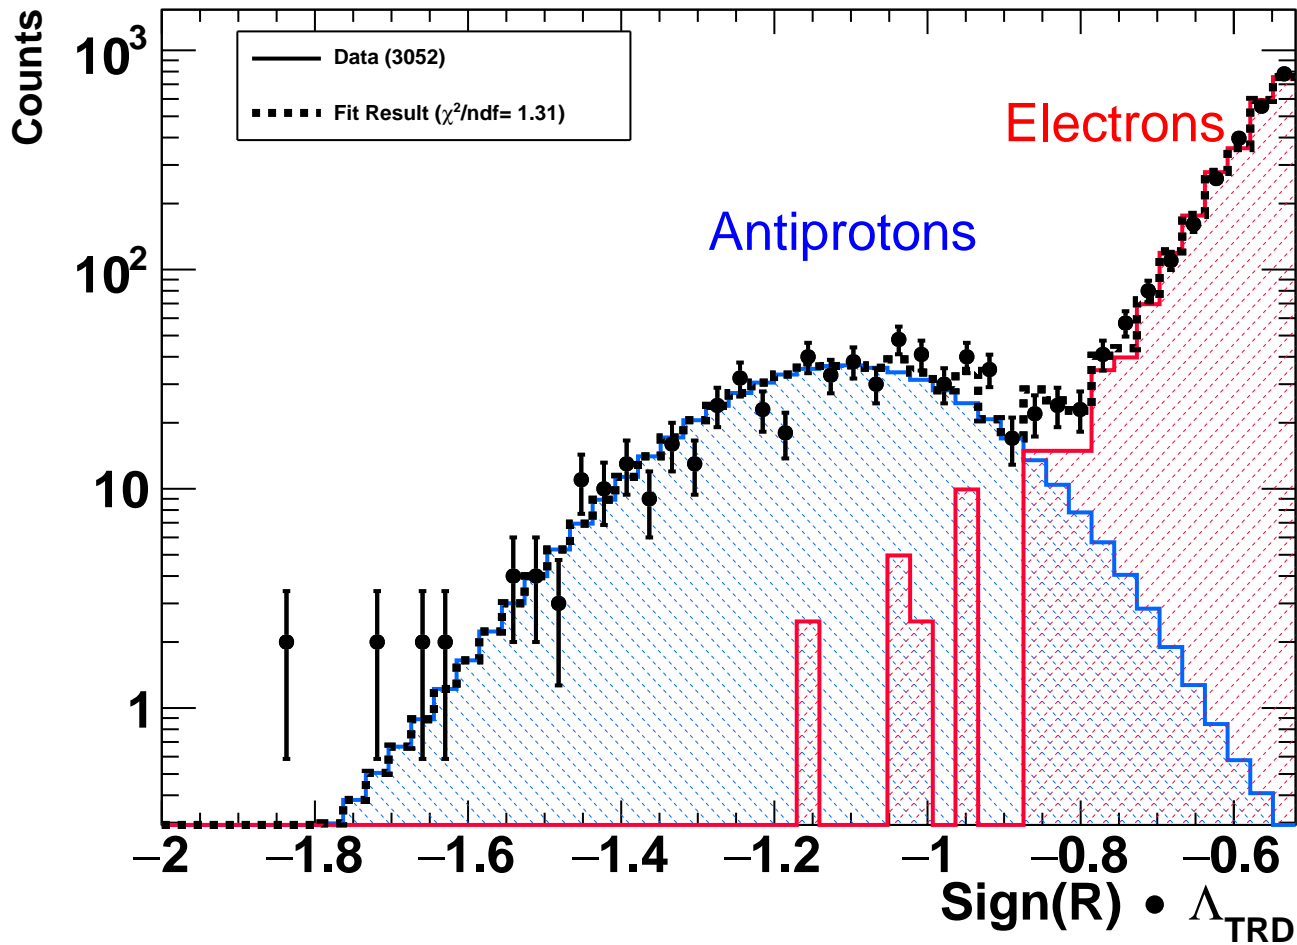 Counts
10³
10²
10
1
Data (3052)
Fit Result (χ²/ndf= 1.31)
Electrons
Antiprotons
−2
−1.8
−1.6
−1.4
−1.2
−1
−0.8
−0.6
Sign(R) • Λ_TRD